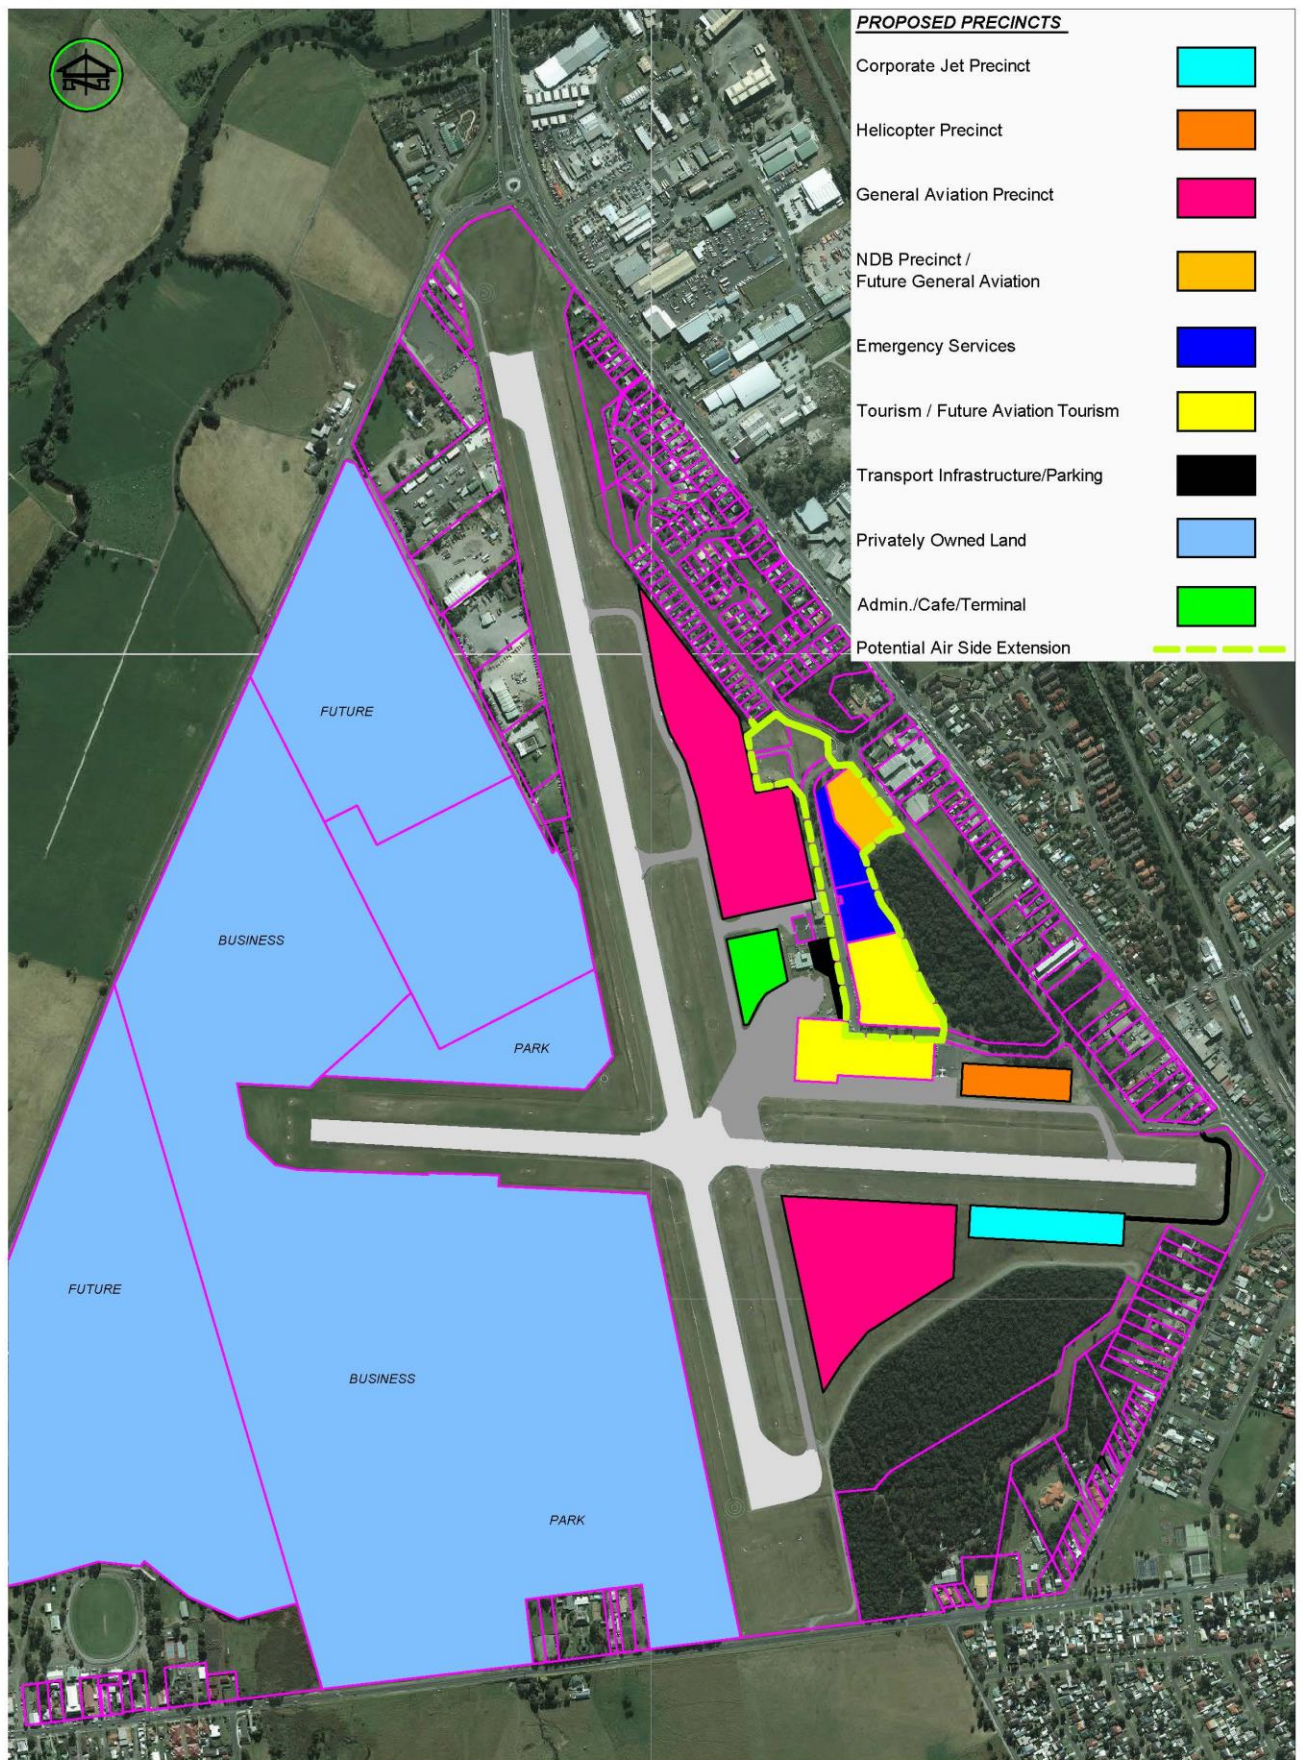 PROPOSED PRECINCTS
Corporate Jet Precinct
Helicopter Precinct
General Aviation Precinct
NDB Precinct /
Future General Aviation
Emergency Services
Tourism / Future Aviation Tourism
Transport Infrastructure/Parking
Privately Owned Land
Admin./Cafe/Terminal
Potential Air Side Extension
FUTURE
BUSINESS
PARK
FUTURE
BUSINESS
PARK